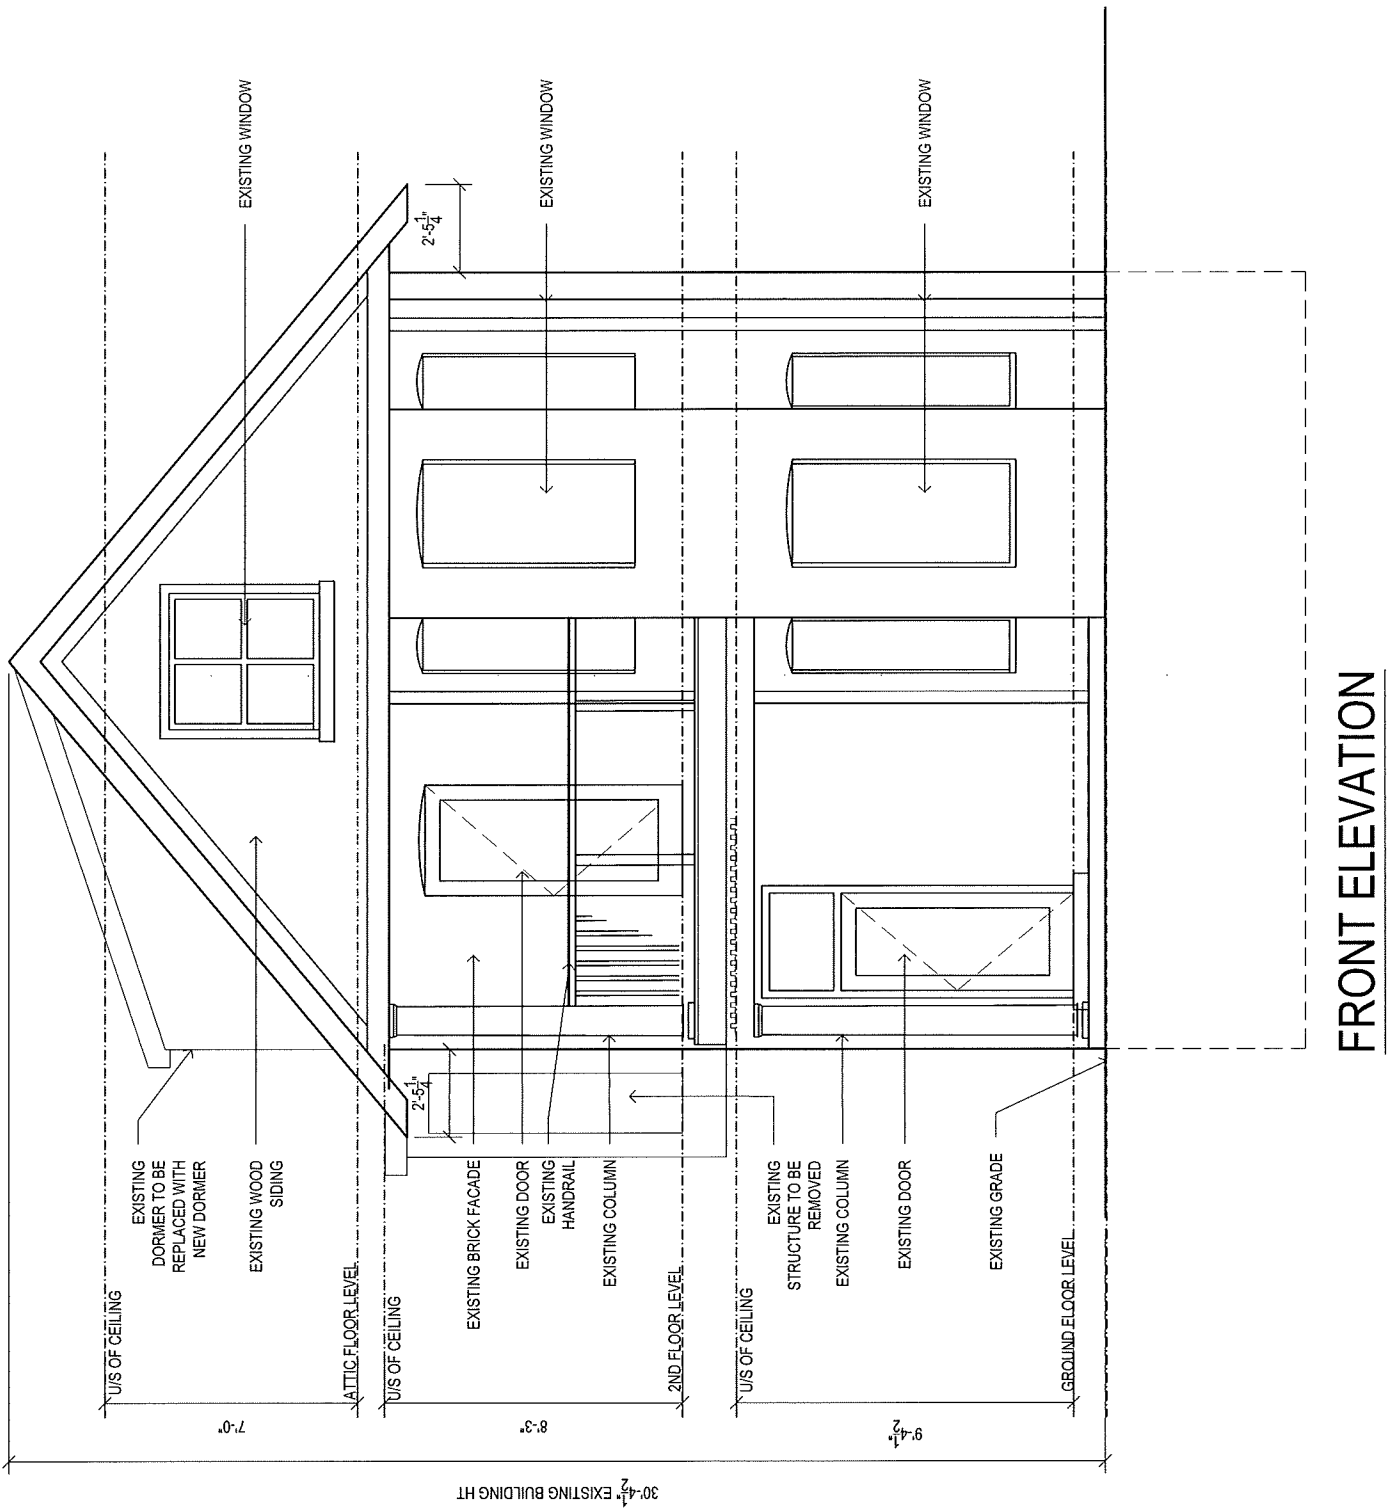 U/S OF CEILING
EXISTING
DORMER TO BE
REPLACED WITH
NEW DORMER
EXISTING WINDOW
7'-0"
EXISTING WOOD
SIDING
ATTIC FLOOR LEVEL
U/S OF CEILING
2'-5 1/4"
2'-5 1/4"
EXISTING BRICK FACADE
EXISTING DOOR
8'-3"
EXISTING
HANDRAIL
EXISTING WINDOW
EXISTING COLUMN
30'-4 1/2" EXISTING BUILDING HT
2ND FLOOR LEVEL
U/S OF CEILING
EXISTING
STRUCTURE TO BE
REMOVED
EXISTING COLUMN
EXISTING DOOR
9'-4 1/2"
EXISTING WINDOW
EXISTING GRADE
GROUND FLOOR LEVEL
FRONT ELEVATION